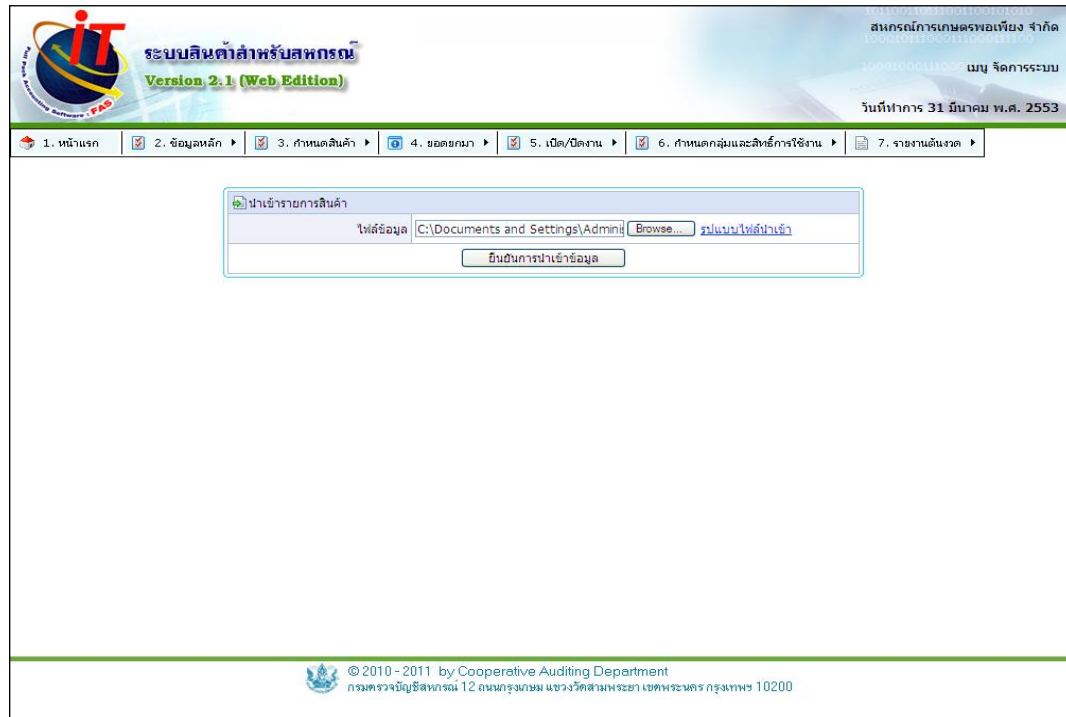 สหกรณ์การเกษตรพอเพียง จำกัด
iT
Full Pack Accounting Software : FAS
ระบบสินค้าสำหรับสหกรณ์
Version 2.1 (Web Edition)
เมนู จัดการระบบ
วันที่ทำการ 31 มีนาคม พ.ศ. 2553
1. หน้าแรก 2. ข้อมูลหลัก 3. กำหนดสินค้า 4. ยอดยกมา 5. เปิด/ปิดงาน 6. กำหนดกลุ่มและสิทธิ์การใช้งาน 7. รายงานต้นงวด
นำเข้ารายการสินค้า
ไฟล์ข้อมูล C:\Documents and Settings\Adminis Browse... รูปแบบไฟล์นำเข้า
ยืนยันการนำเข้าข้อมูล
© 2010 - 2011 by Cooperative Auditing Department
กรมตรวจบัญชีสหกรณ์ 12 ถนนกรุงเกษม แขวงวัดสามพระยา เขตพระนคร กรุงเทพฯ 10200